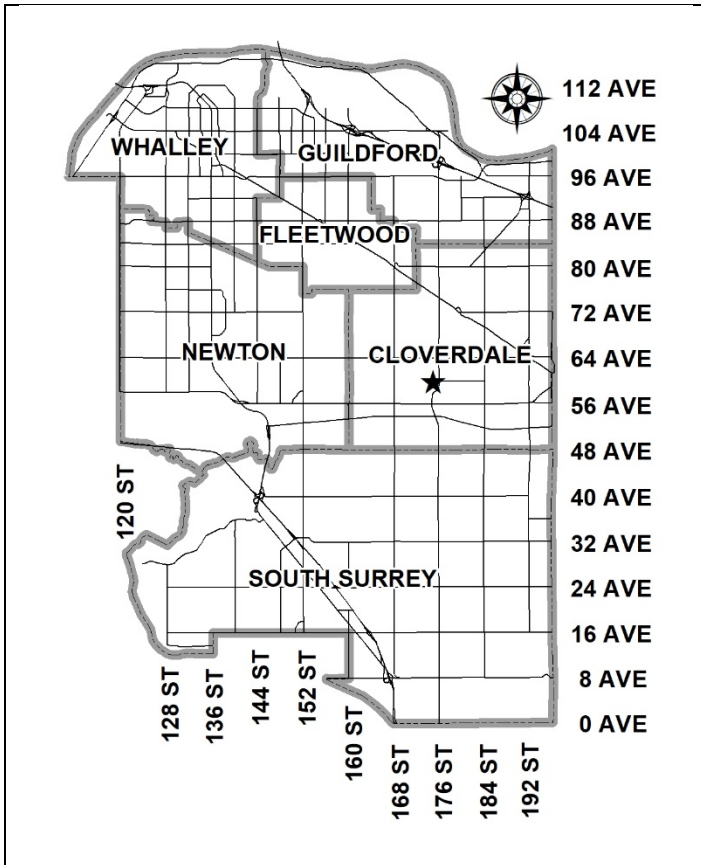 112 AVE
104 AVE
WHALLEY
GUILDFORD
96 AVE
88 AVE
FLEETWOOD
80 AVE
72 AVE
NEWTON
CLOVERDALE
64 AVE
56 AVE
48 AVE
120 ST
40 AVE
32 AVE
SOUTH SURREY
24 AVE
16 AVE
8 AVE
0 AVE
128 ST
136 ST
144 ST
152 ST
160 ST
168 ST
176 ST
184 ST
192 ST